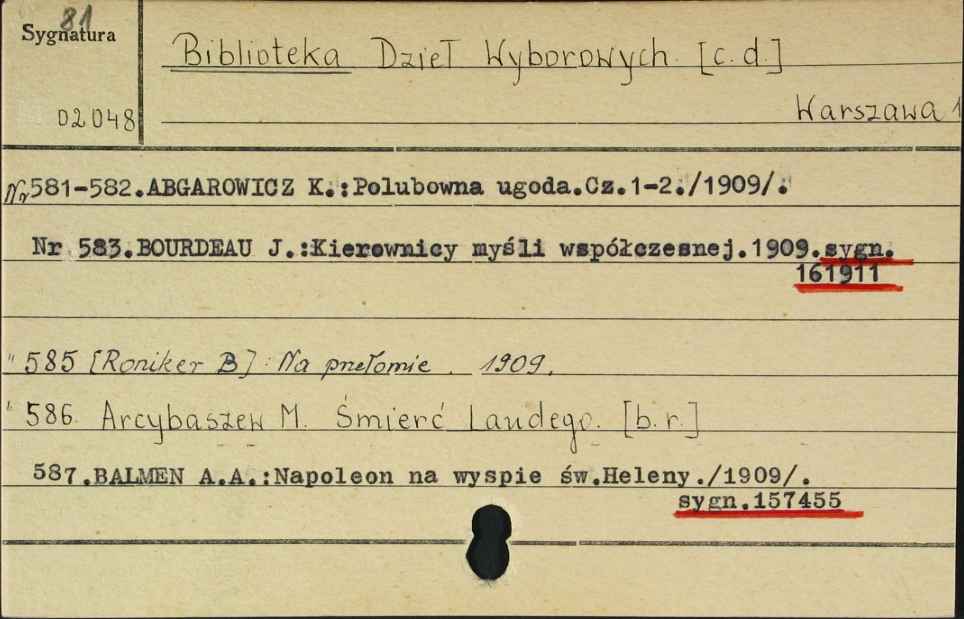 81
Sygnatura
Biblioteka Dzieł Wyborowych. [c.d.]
02048
Warszawa 1
Nr 581-582.ABGAROWICZ K.:Polubowna ugoda.Cz.1-2./1909/.
Nr 583.BOURDEAU J.:Kierownicy myśli współczesnej.1909.sygn.
161911
" 585 [Roniker B]: Na przełomie. 1909.
" 586. Arcybaszew M. Śmierć Laudego. [b.r.]
587.BALMEN A.A.:Napoleon na wyspie św.Heleny./1909/.
sygn.157455